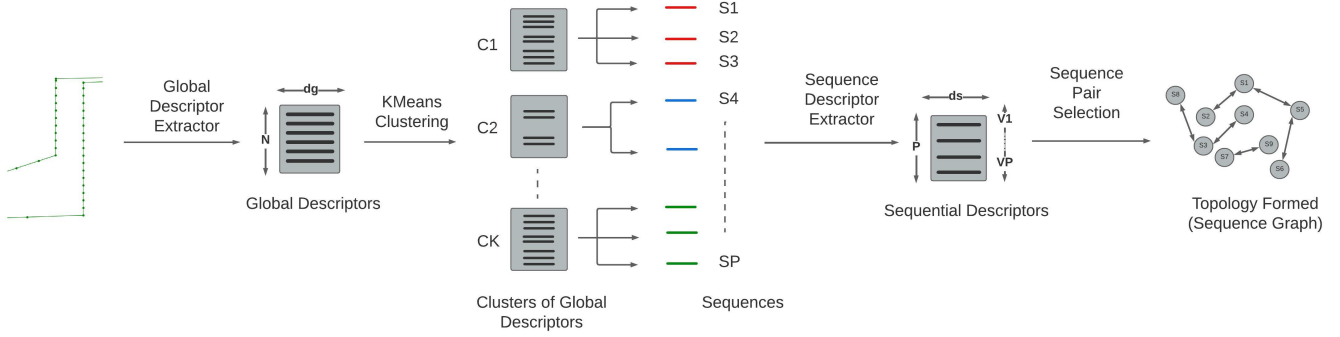 Global
Descriptor
Extractor
dg
N
Global Descriptors
KMeans
Clustering
C1
C2
CK
Clusters of Global
Descriptors
S1
S2
S3
S4
SP
Sequences
Sequence
Descriptor
Extractor
ds
P
V1
VP
Sequential Descriptors
Sequence
Pair
Selection
S8
S1
S5
S2
S4
S3
S7
S9
S6
Topology Formed
(Sequence Graph)